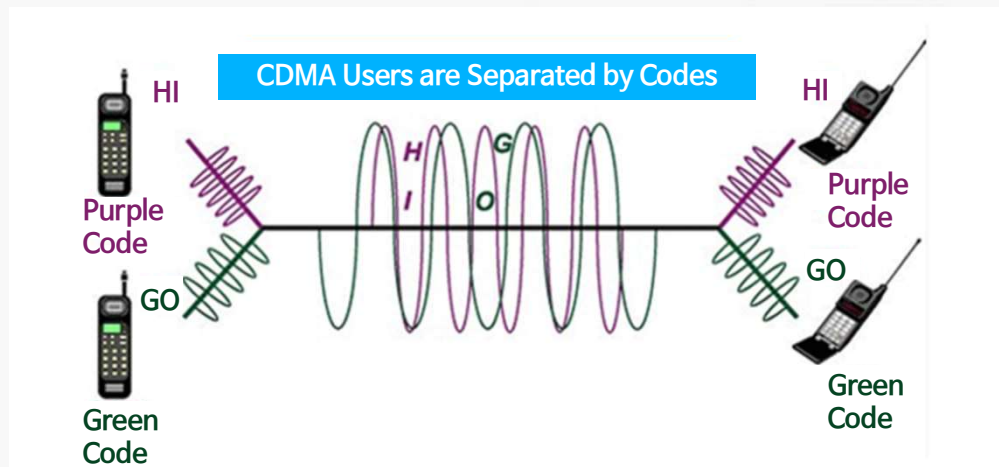 CDMA Users are Separated by Codes
HI
HI
H
G
I
O
Purple
Code
Purple
Code
GO
GO
Green
Code
Green
Code